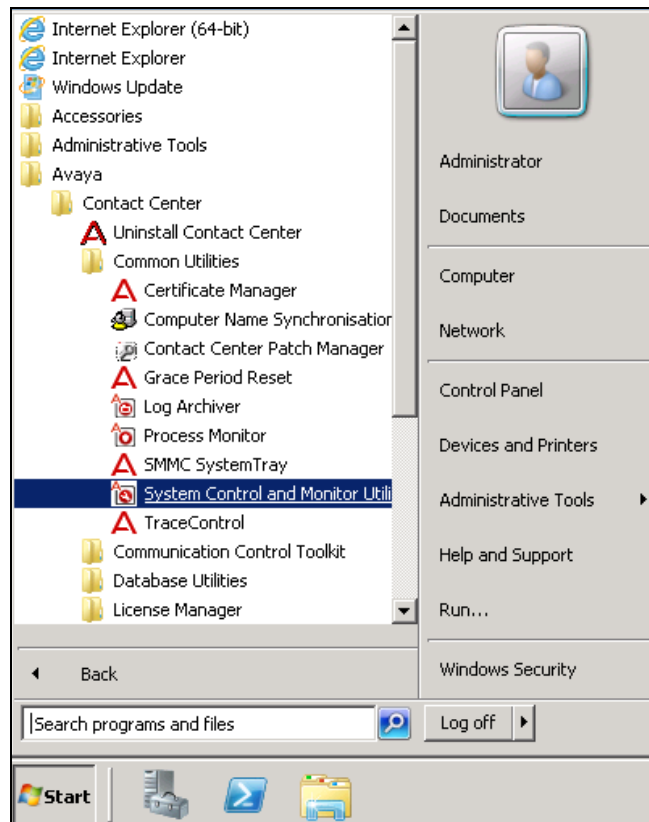 Internet Explorer (64-bit)
Internet Explorer
Windows Update
Accessories
Administrative Tools
Avaya
Contact Center
Uninstall Contact Center
Common Utilities
Certificate Manager
Computer Name Synchronisation
Contact Center Patch Manager
Grace Period Reset
Log Archiver
Process Monitor
SMMC SystemTray
System Control and Monitor Utili
TraceControl
Communication Control Toolkit
Database Utilities
License Manager
Back
Search programs and files
Administrator
Documents
Computer
Network
Control Panel
Devices and Printers
Administrative Tools
Help and Support
Run...
Windows Security
Log off
Start